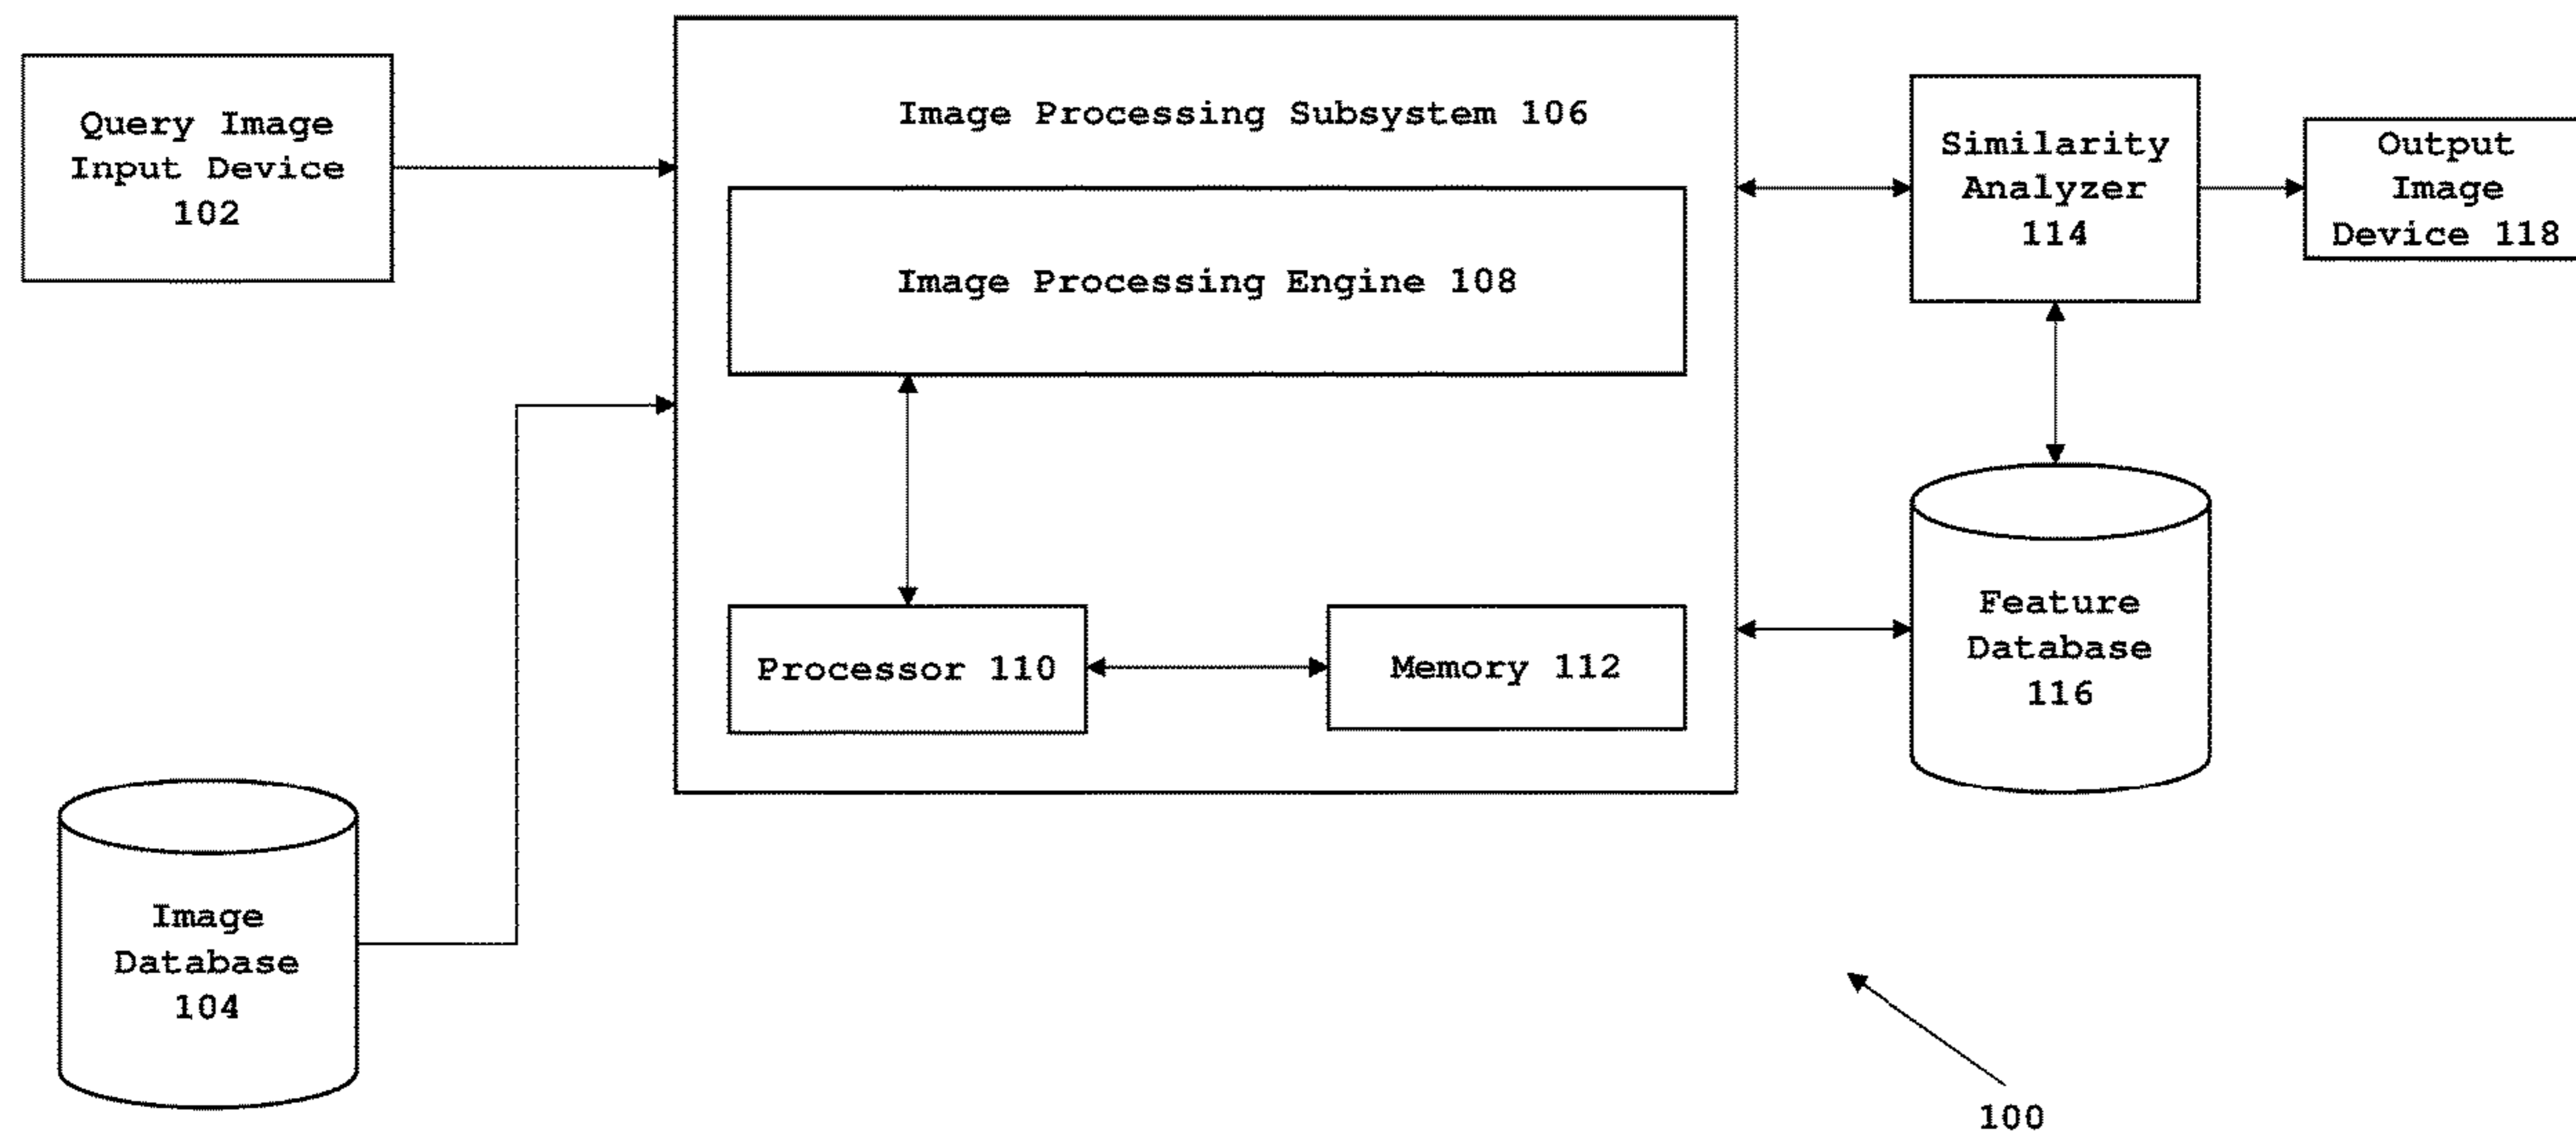 Query Image
Input Device
102
Image Processing Subsystem 106
Image Processing Engine 108
Processor 110
Memory 112
Similarity
Analyzer
114
Output
Image
Device 118
Feature
Database
116
Image
Database
104
100